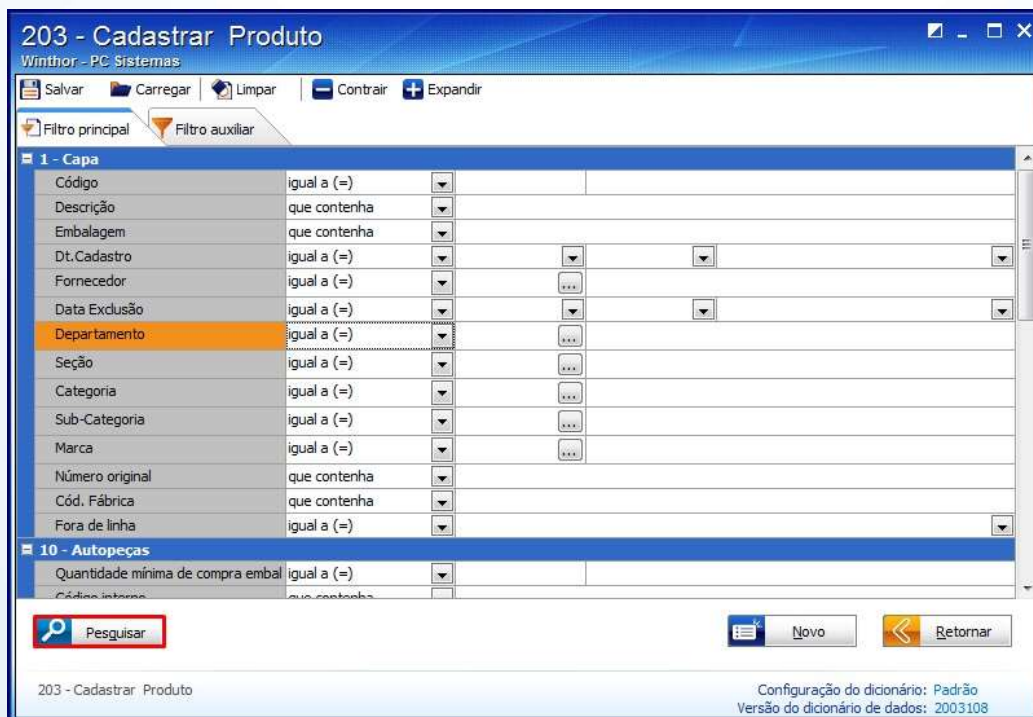 203 - Cadastrar Produto
Winthor - PC Sistemas
Salvar Carregar Limpar Contrair Expandir
Filtro principal Filtro auxiliar
1 - Capa
Código igual a (=)
Descrição que contenha
Embalagem que contenha
Dt.Cadastro igual a (=)
Fornecedor igual a (=) ...
Data Exclusão igual a (=)
Departamento igual a (=) ...
Seção igual a (=) ...
Categoria igual a (=) ...
Sub-Categoria igual a (=) ...
Marca igual a (=) ...
Número original que contenha
Cód. Fábrica que contenha
Fora de linha igual a (=)
10 - Autopeças
Quantidade mínima de compra embal igual a (=)
Código interno que contenha
Pesquisar Novo Retornar
203 - Cadastrar Produto Configuração do dicionário: Padrão
Versão do dicionário de dados: 2003108